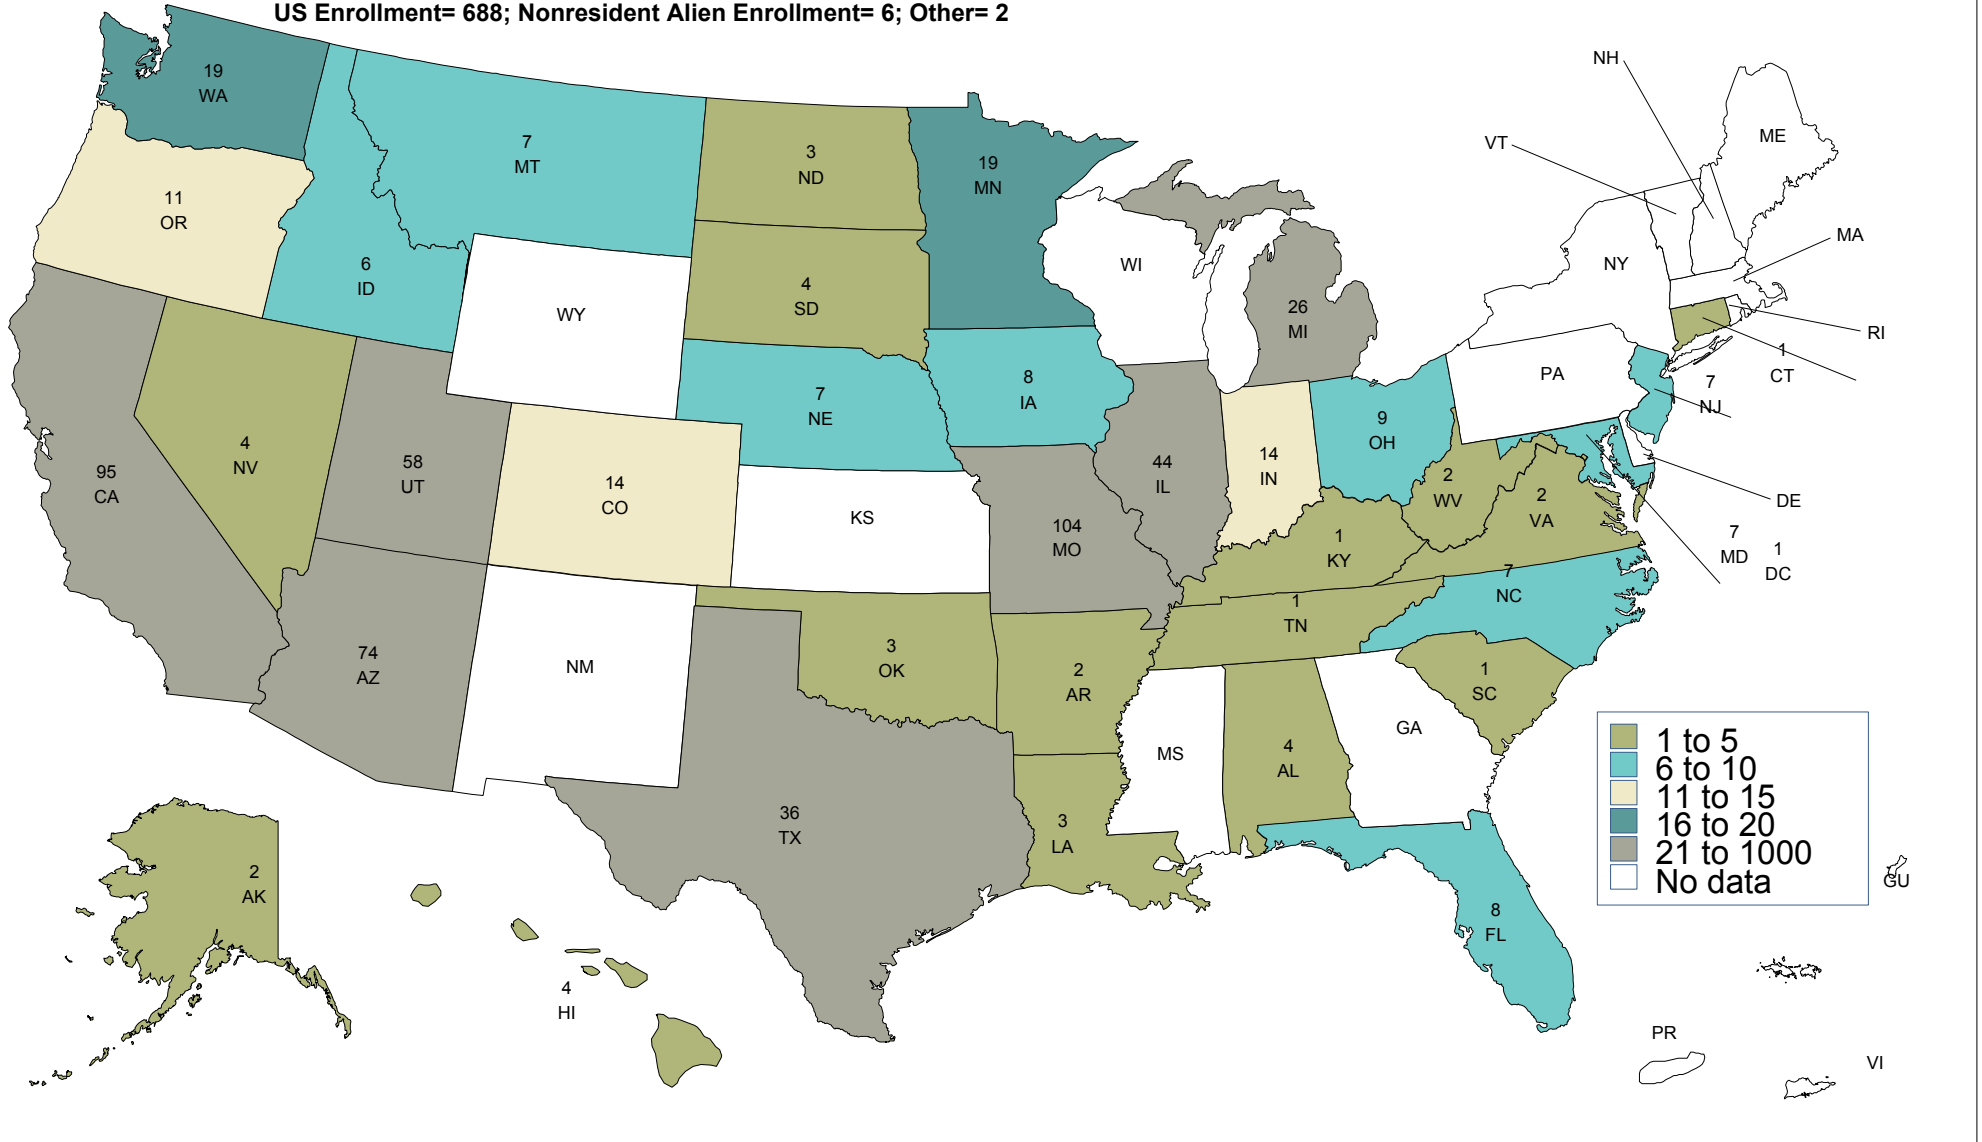 US Enrollment= 688; Nonresident Alien Enrollment= 6; Other= 2
NH
19
WA
ME
7
MT
3
ND
VT
19
MN
11
OR
MA
6
ID
WI
NY
4
SD
WY
26
MI
RI
1
CT
PA
8
IA
7
NJ
7
NE
9
OH
4
NV
95
CA
58
UT
14
CO
44
IL
14
IN
2
WV
2
VA
DE
KS
104
MO
1
KY
7
MD
1
DC
7
NC
1
TN
74
AZ
NM
3
OK
2
AR
1
SC
MS
4
AL
GA
1 to 5
6 to 10
11 to 15
16 to 20
21 to 1000
No data
36
TX
3
LA
2
AK
GU
8
FL
4
HI
PR
VI